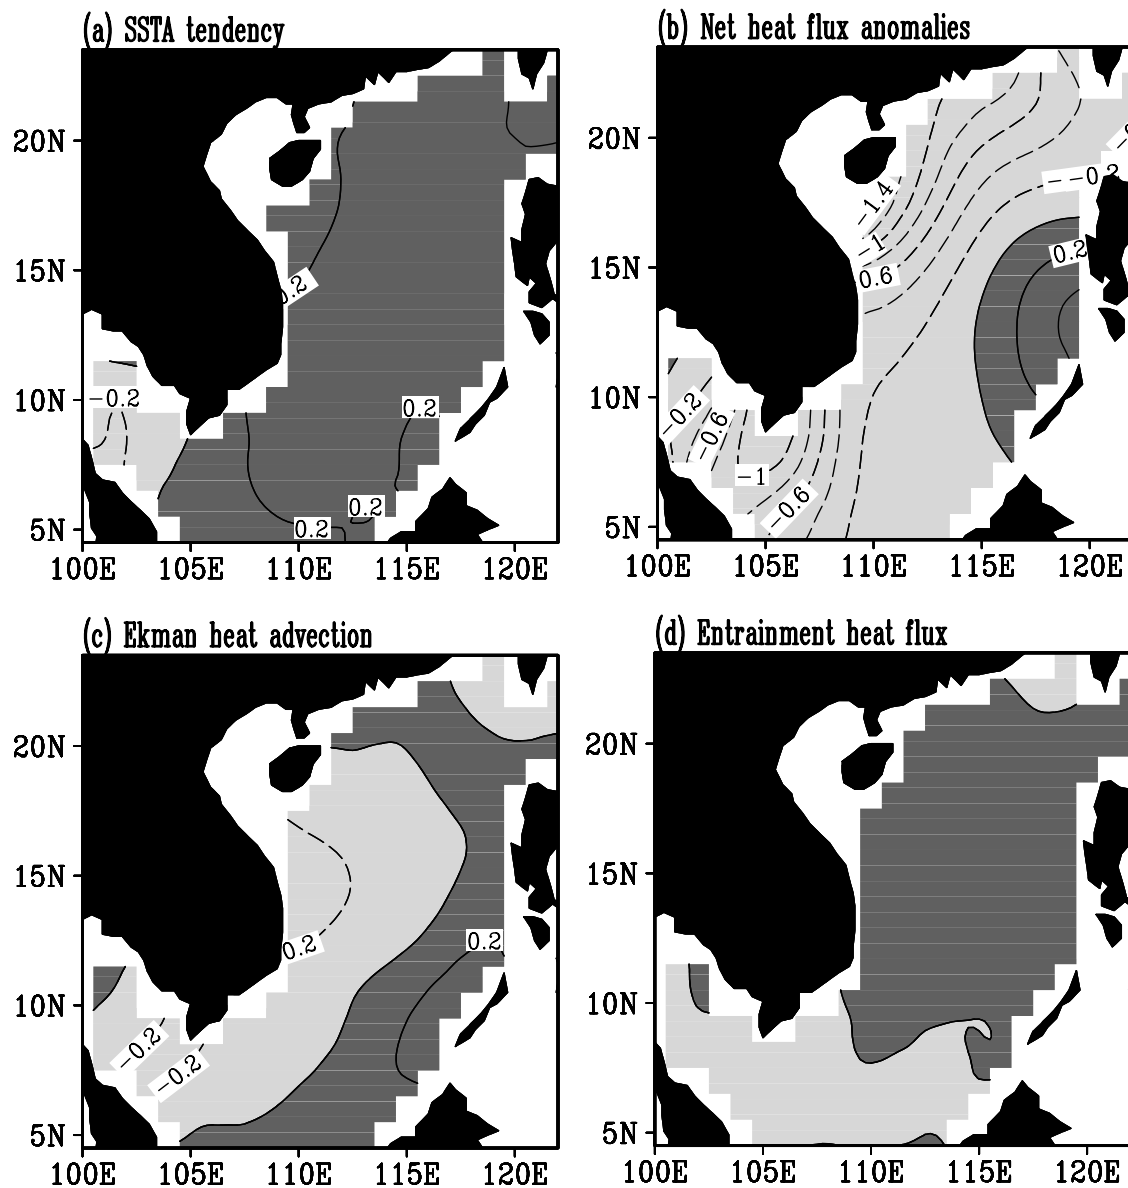 (a) SSTA tendency
20N
15N
10N
5N
100E 105E 110E 115E 120E
0.2
−0.2
0.2
0.2
0.2
(b) Net heat flux anomalies
20N
15N
10N
5N
100E 105E 110E 115E 120E
−−0.2
−1.4
−1
0.6
0.2
−0.2
−0.6
−1
−0.6
(c) Ekman heat advection
20N
15N
10N
5N
100E 105E 110E 115E 120E
0.2
0.2
−0.2
−0.2
(d) Entrainment heat flux
20N
15N
10N
5N
100E 105E 110E 115E 120E